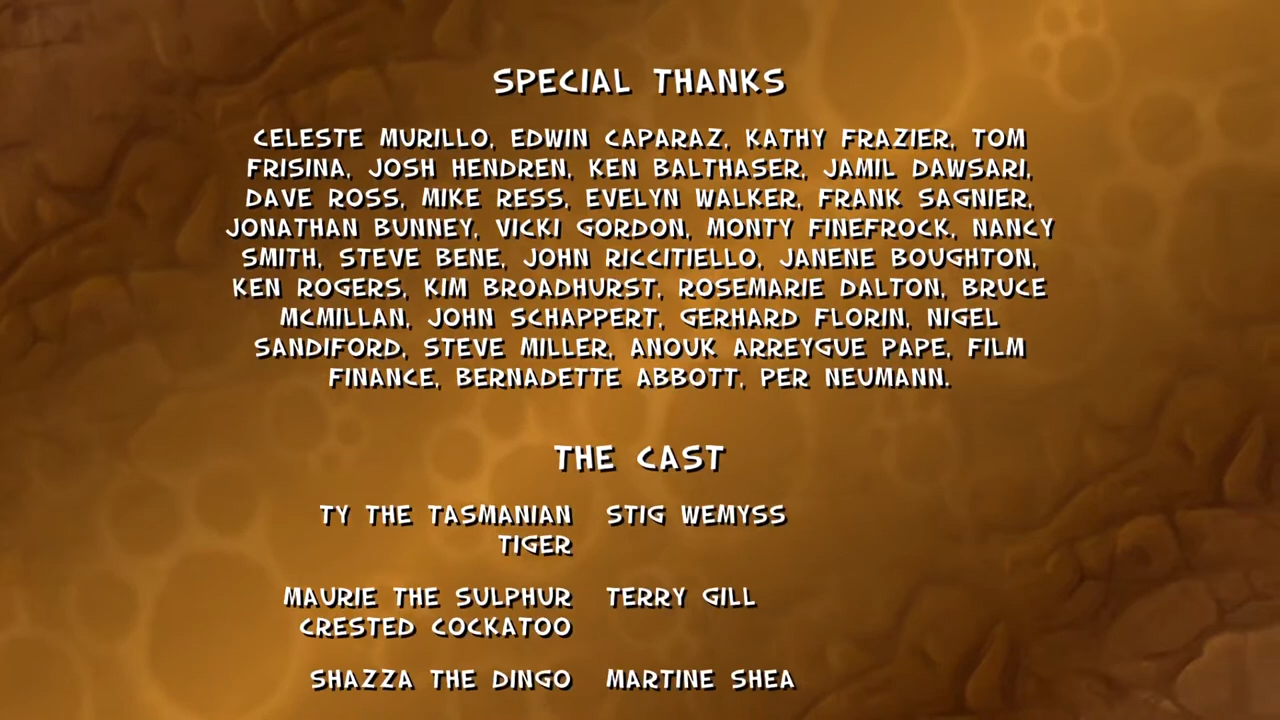 SPECIAL THANKS
CELESTE MURILLO, EDWIN CAPARAZ, KATHY FRAZIER, TOM
FRISINA, JOSH HENDREN, KEN BALTHASER, JAMIL DAWSARI,
DAVE ROSS, MIKE RESS, EVELYN WALKER, FRANK SAGNIER,
JONATHAN BUNNEY, VICKI GORDON, MONTY FINEFROCK, NANCY
SMITH, STEVE BENE, JOHN RICCITIELLO, JANENE BOUGHTON,
KEN ROGERS, KIM BROADHURST, ROSEMARIE DALTON, BRUCE
MCMILLAN, JOHN SCHAPPERT, GERHARD FLORIN, NIGEL
SANDIFORD, STEVE MILLER, ANOUK ARREYGUE PAPE, FILM
FINANCE, BERNADETTE ABBOTT, PER NEUMANN.
THE CAST
TY THE TASMANIAN STIG WEMYSS
TIGER
MAURIE THE SULPHUR TERRY GILL
CRESTED COCKATOO
SHAZZA THE DINGO MARTINE SHEA